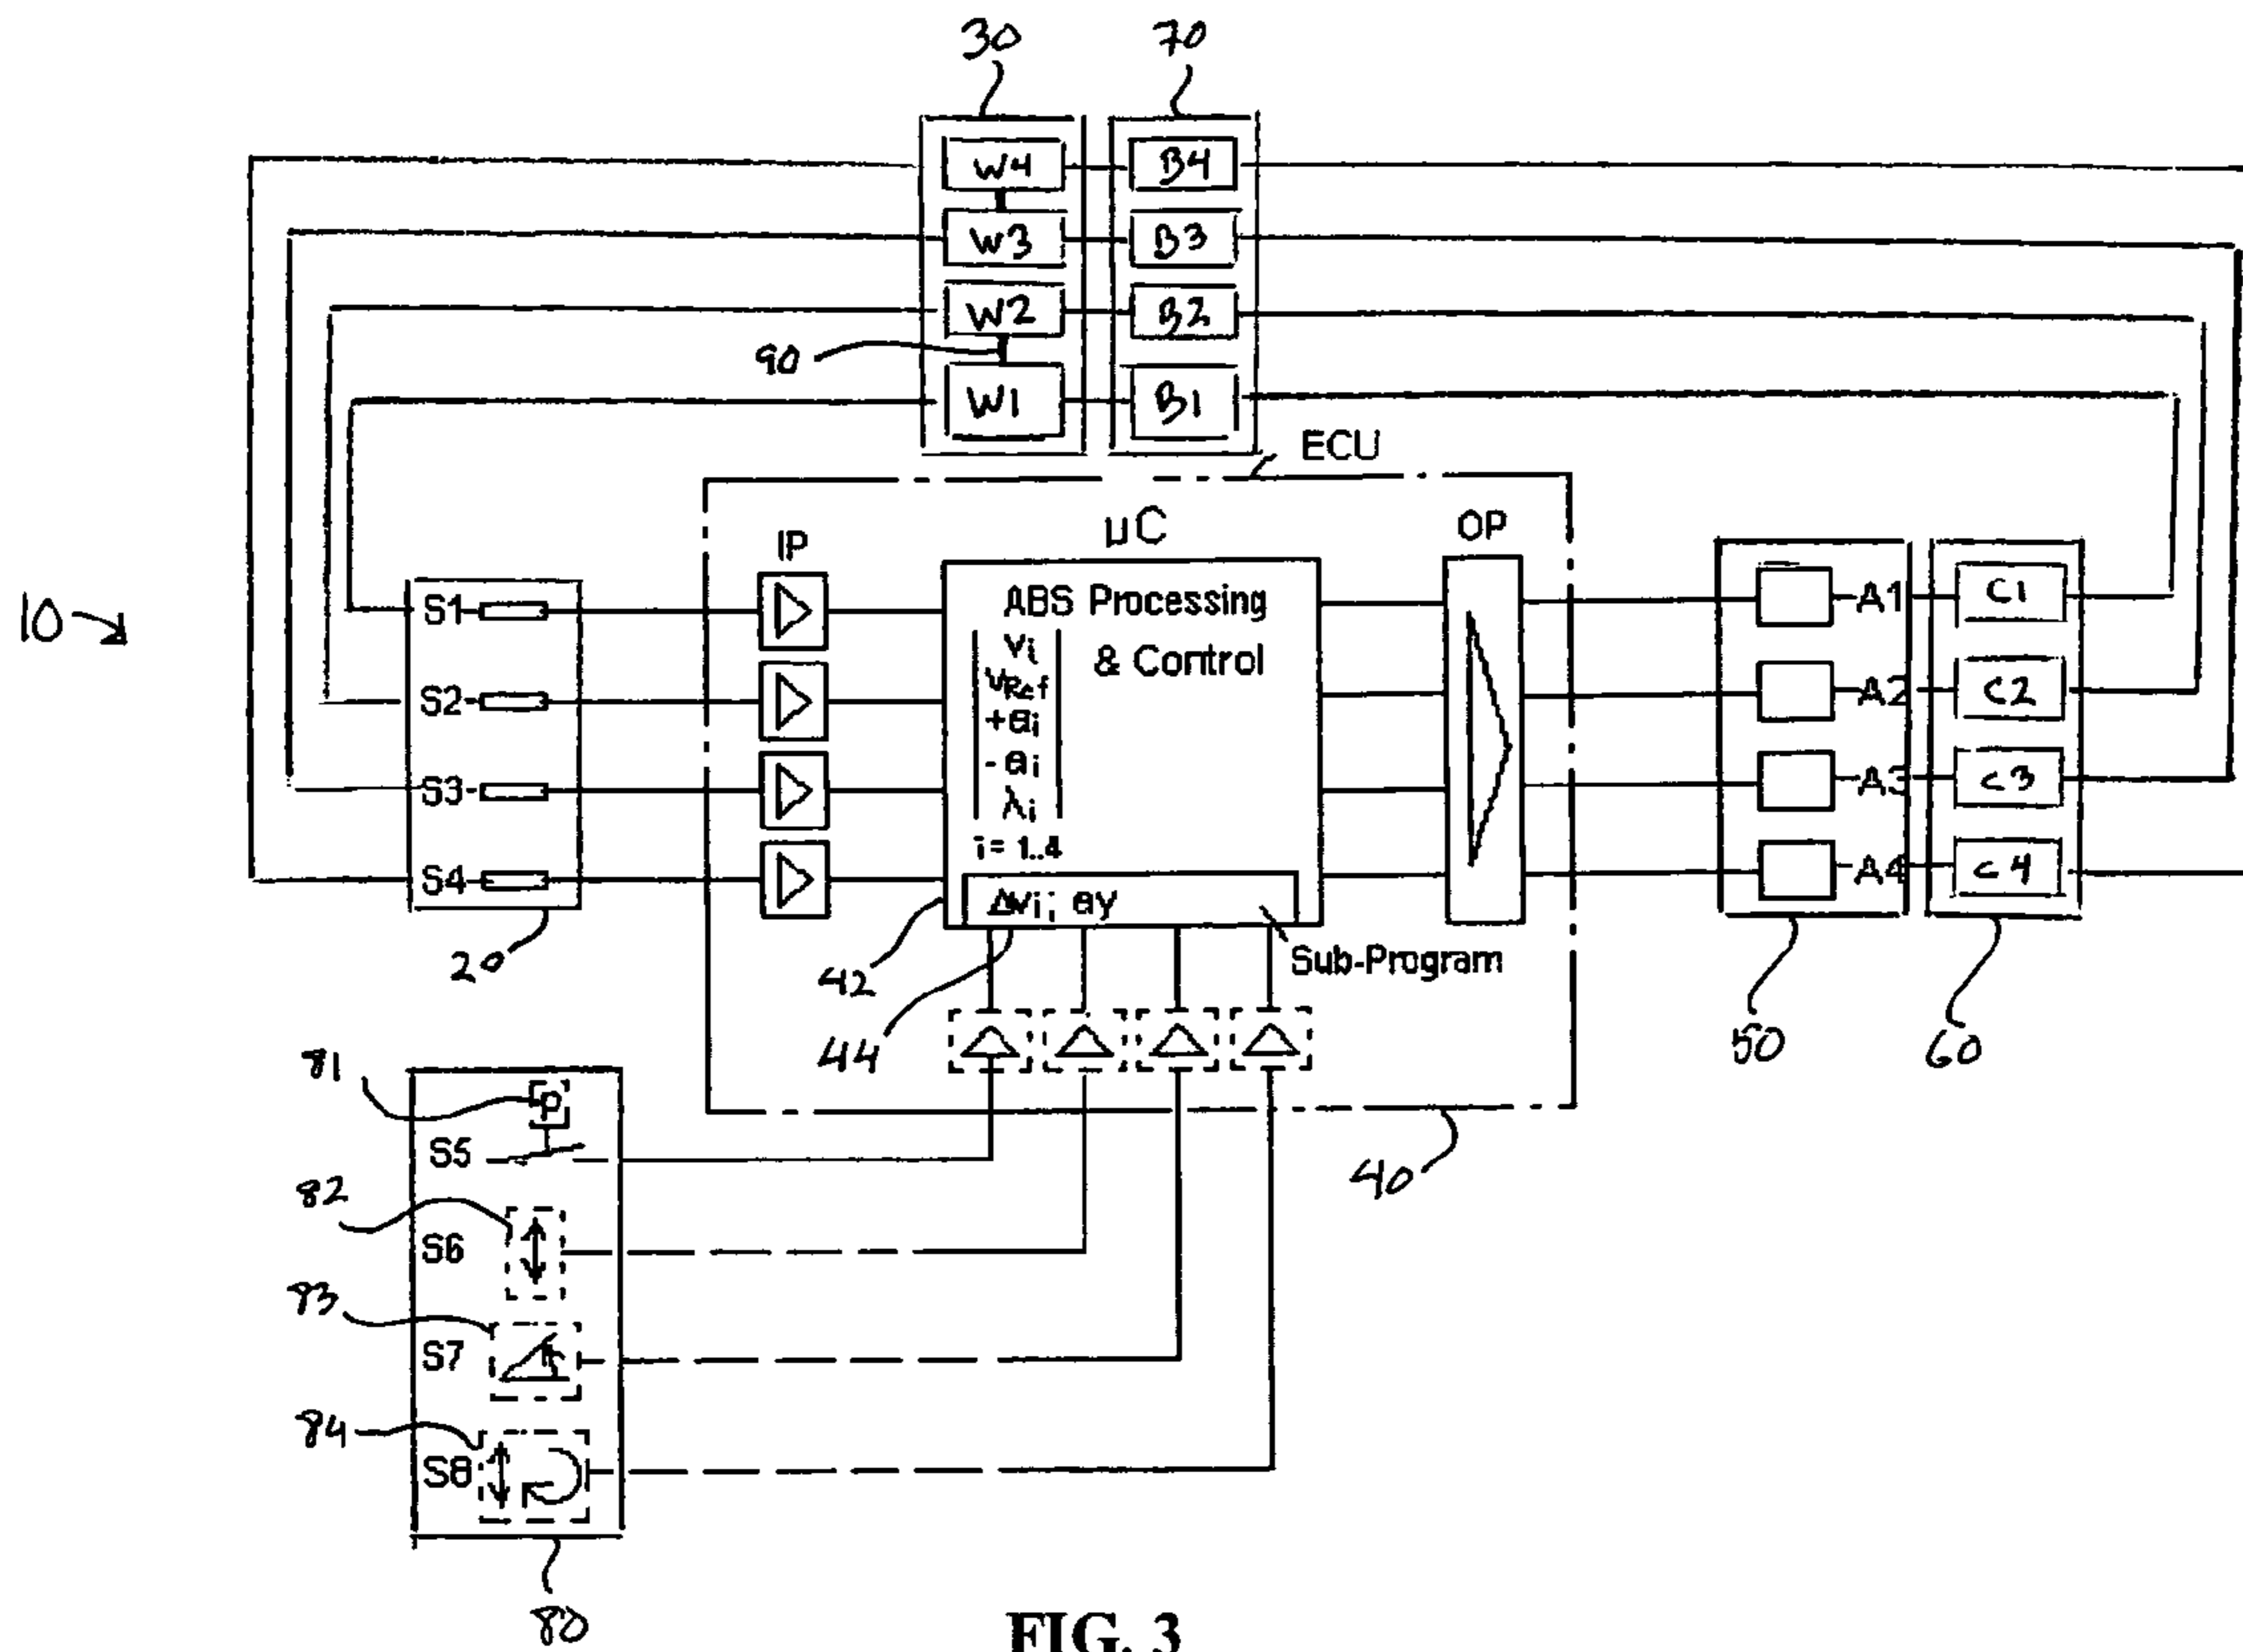 30 70
W4 B4
W3 B3
W2 B2
90
W1 B1
ECU
µC
IP
OP
10
S1
S2
S3
S4
20
ABS Processing
& Control
vi
vRef
+ai
-ai
λi
i= 1..4
Δvi; ay
Sub-Program
42
44
A1
A2
A3
A4
C1
C2
C3
C4
50
60
40
81
S5
82
S6
83
S7
84
S8
80
FIG. 3